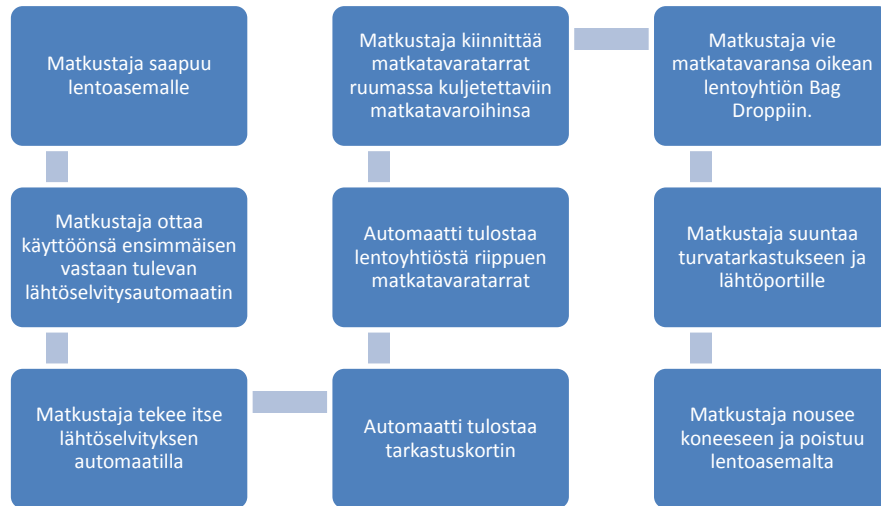 Matkustaja saapuu
lentoasemalle
Matkustaja ottaa
käyttöönsä ensimmäisen
vastaan tulevan
lähtöselvitysautomaatin
Matkustaja tekee itse
lähtöselvityksen
automaatilla
Automaatti tulostaa
tarkastuskortin
Automaatti tulostaa
lentoyhtiöstä riippuen
matkatavaratarrat
Matkustaja kiinnittää
matkatavaratarrat
ruumassa kuljetettaviin
matkatavaroihinsa
Matkustaja vie
matkatavaransa oikean
lentoyhtiön Bag
Droppiin.
Matkustaja suuntaa
turvatarkastukseen ja
lähtöportille
Matkustaja nousee
koneeseen ja poistuu
lentoasemalta